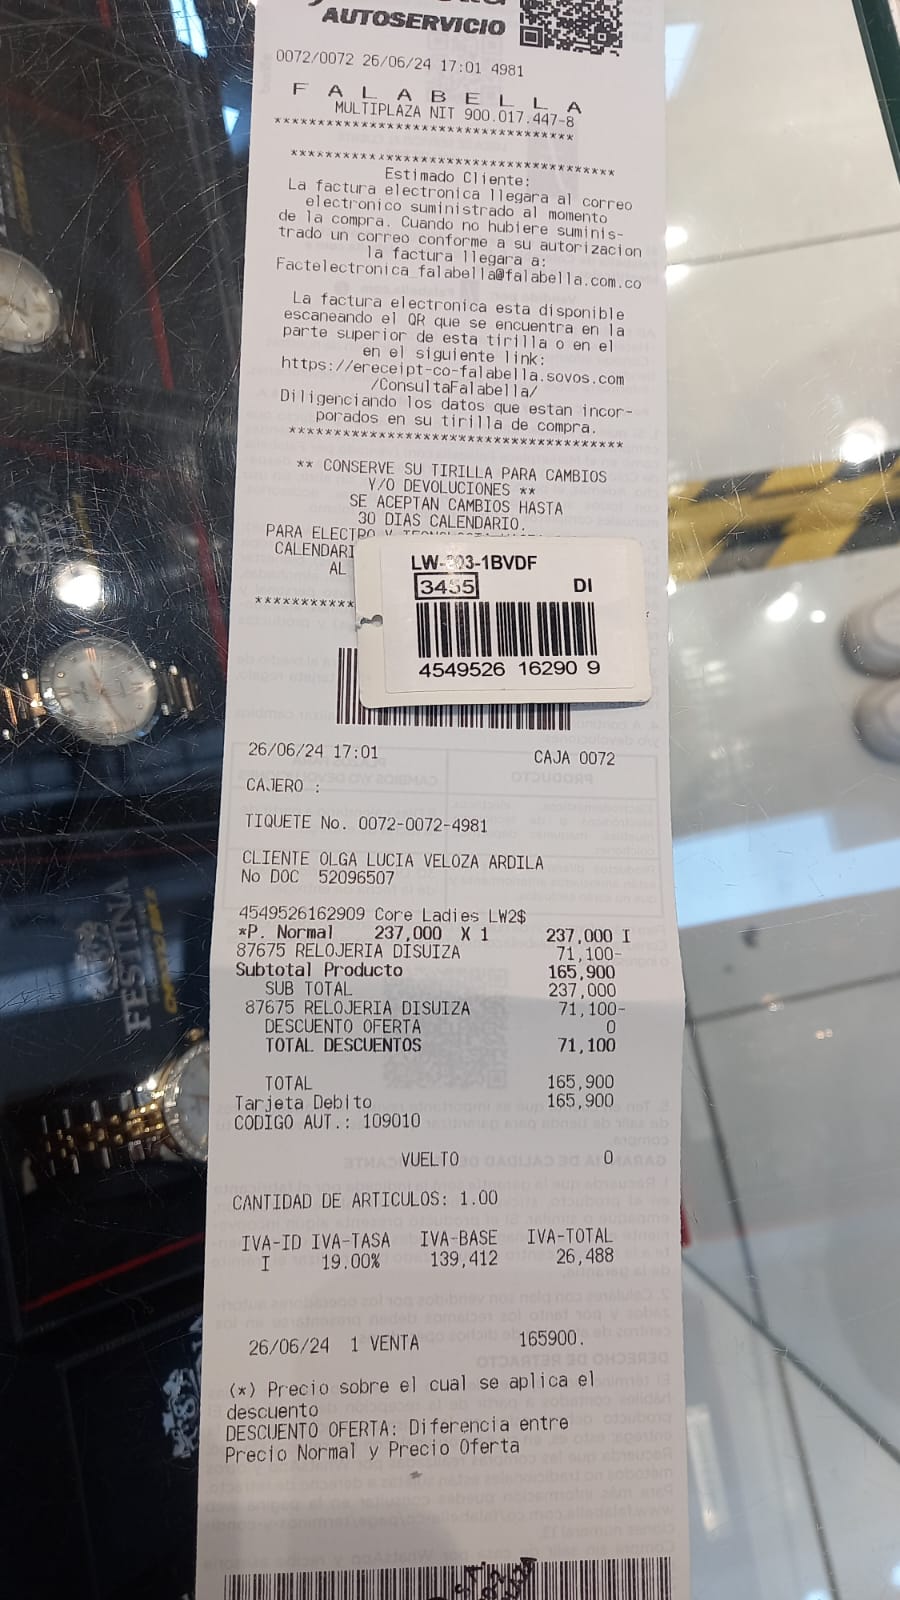 AUTOSERVICIO
0072/0072 26/06/24 17:01 4981
F A L A B E L L A
MULTIPLAZA NIT 900.017.447-8
**********************************
*************************************
Estimado Cliente:
La factura electronica llegara al correo
electronico suministrado al momento
de la compra. Cuando no hubiere suminis-
trado un correo conforme a su autorizacion
la factura llegara a:
Factelectronica_falabella@falabella.com.co
La factura electronica esta disponible
escaneando el QR que se encuentra en la
parte superior de esta tirilla o en el
en el siguiente link:
https://ereceipt-co-falabella.sovos.com
/ConsultaFalabella/
Diligenciando los datos que estan incor-
porados en su tirilla de compra.
**************************************
** CONSERVE SU TIRILLA PARA CAMBIOS
Y/O DEVOLUCIONES **
SE ACEPTAN CAMBIOS HASTA
30 DIAS CALENDARIO.
PARA ELECTRO Y
CALENDARI
AL
************
LW- 03-1BVDF
3455 DI
4549526 16290 9
26/06/24 17:01 CAJA 0072
CAJERO :
TIQUETE No. 0072-0072-4981
CLIENTE OLGA LUCIA VELOZA ARDILA
No DOC 52096507
4549526162909 Core Ladies LW2$
*P. Normal 237,000 X 1 237,000 I
87675 RELOJERIA DISUIZA 71,100-
Subtotal Producto 165,900
SUB TOTAL 237,000
87675 RELOJERIA DISUIZA 71,100-
DESCUENTO OFERTA 0
TOTAL DESCUENTOS 71,100
TOTAL 165,900
Tarjeta Debito 165,900
CODIGO AUT.: 109010
VUELTO 0
CANTIDAD DE ARTICULOS: 1.00
IVA-ID IVA-TASA IVA-BASE IVA-TOTAL
I 19.00% 139,412 26,488
26/06/24 1 VENTA 165900.
(*) Precio sobre el cual se aplica el
descuento
DESCUENTO OFERTA: Diferencia entre
Precio Normal y Precio Oferta
FESTINA